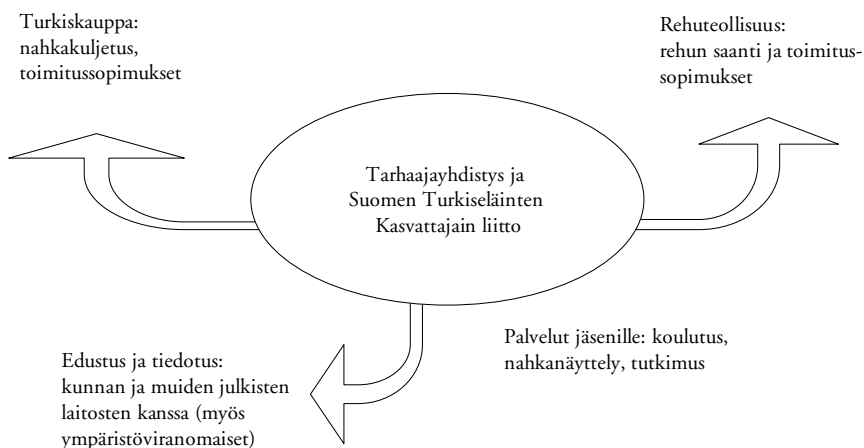 Turkiskauppa:
nahkakuljetus,
toimitussopimukset
Rehuteollisuus:
rehun saanti ja toimitus-
sopimukset
Tarhaajayhdistys ja
Suomen Turkiseläinten
Kasvattajain liitto
Palvelut jäsenille: koulutus,
nahkanäyttely, tutkimus
Edustus ja tiedotus:
kunnan ja muiden julkisten
laitosten kanssa (myös
ympäristöviranomaiset)